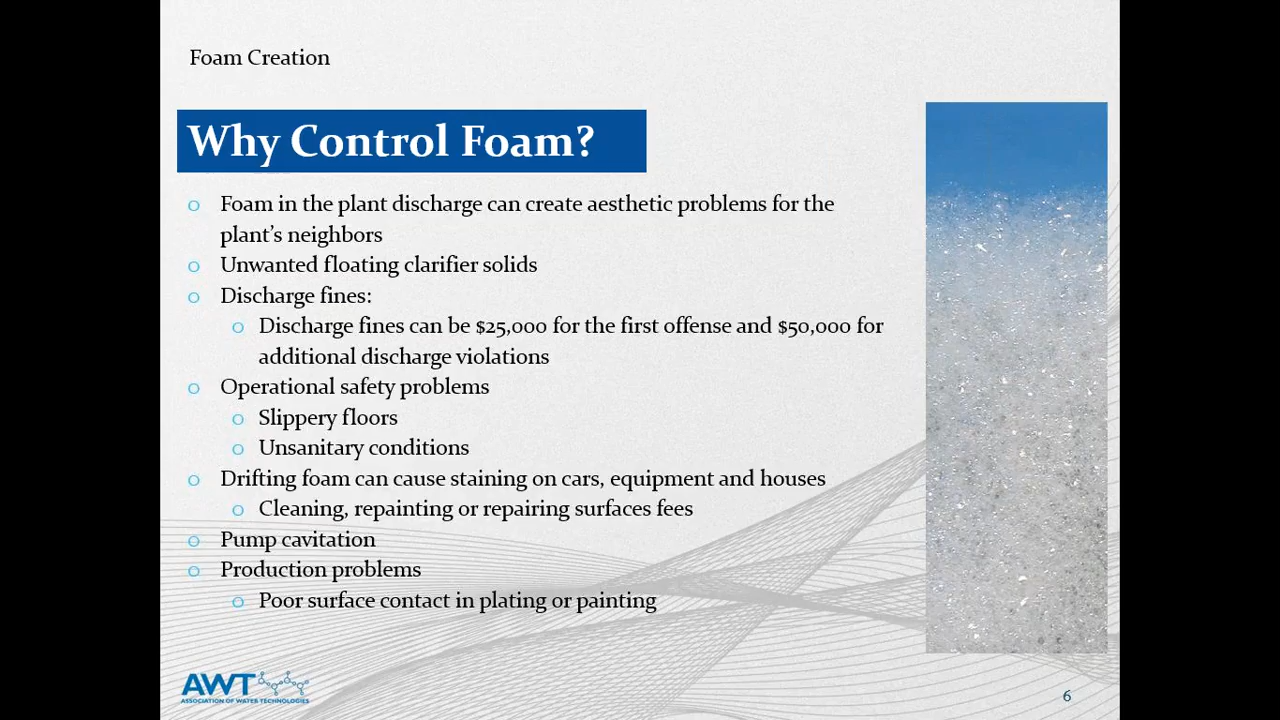 Foam Creation
Why Control Foam?
o Foam in the plant discharge can create aesthetic problems for the
plant’s neighbors
o Unwanted floating clarifier solids
o Discharge fines:
o Discharge fines can be $25,000 for the first offense and $50,000 for
additional discharge violations
o Operational safety problems
o Slippery floors
o Unsanitary conditions
o Drifting foam can cause staining on cars, equipment and houses
o Cleaning, repainting or repairing surfaces fees
o Pump cavitation
o Production problems
o Poor surface contact in plating or painting
AWT
ASSOCIATION OF WATER TECHNOLOGIES
6